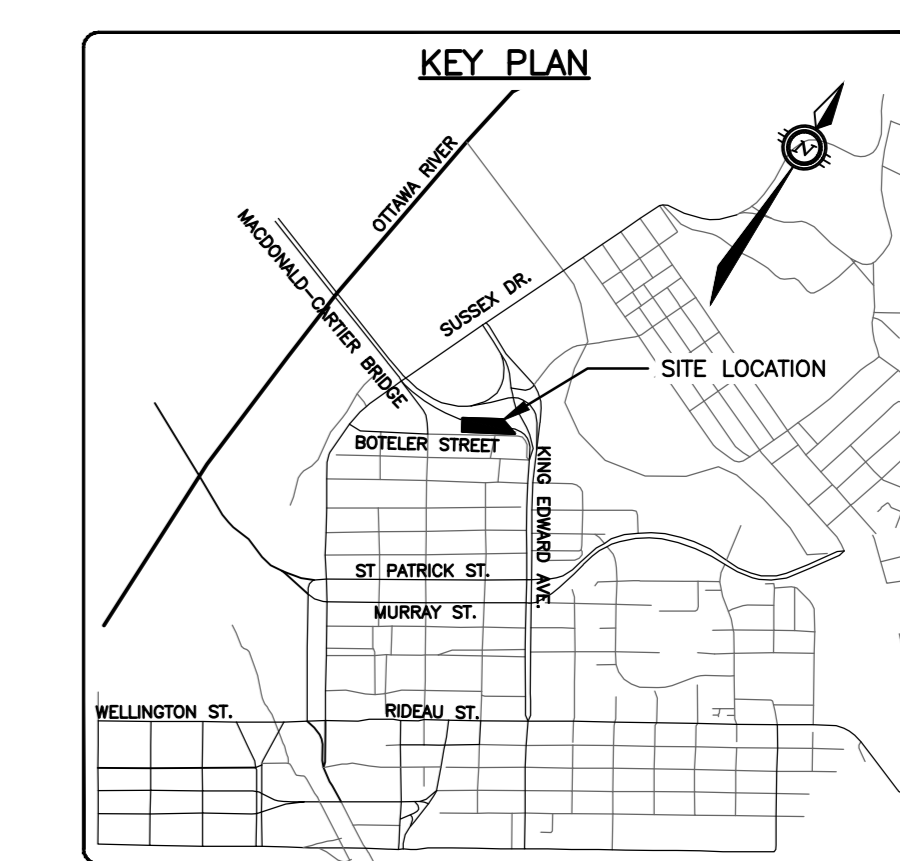 KEY PLAN
OTTAWA RIVER
N
MACDONALD-CARTIER BRIDGE
SUSSEX DR.
SITE LOCATION
BOTELER STREET
KING EDWARD AVE.
ST PATRICK ST.
MURRAY ST.
WELLINGTON ST.
RIDEAU ST.